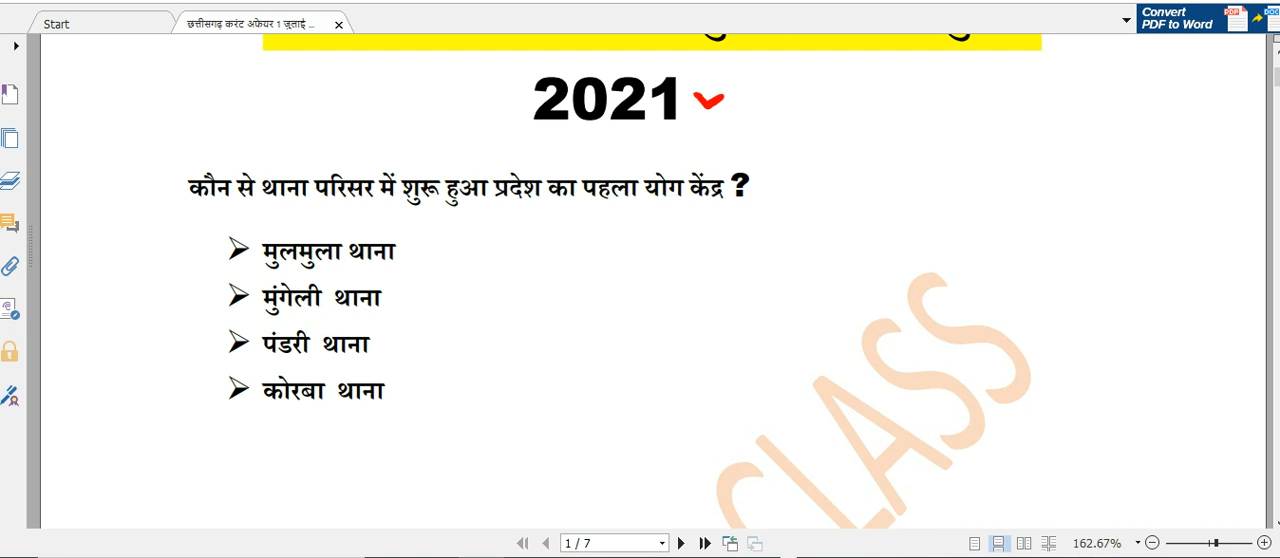 Start
छत्तीसगढ़ करंट अफेयर 1 जुलाई ...
Convert
PDF to Word
2021
कौन से थाना परिसर में शुरू हुआ प्रदेश का पहला योग केंद्र ?
मुलमुला थाना
मुंगेली थाना
पंडरी थाना
कोरबा थाना
CLASS
1 / 7
162.67%